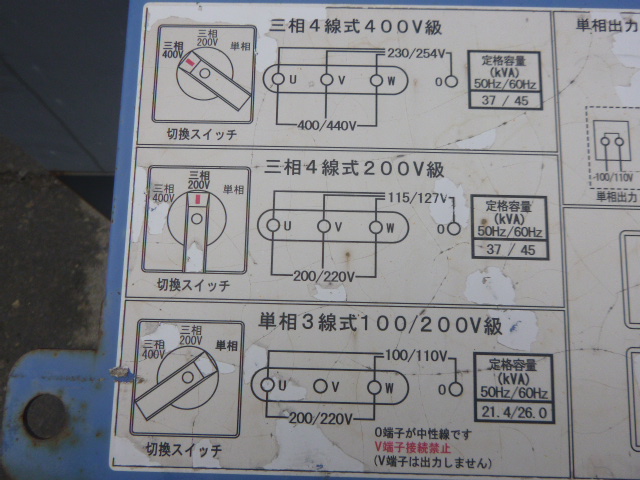 三相4線式400V級
三相
400V
三相
200V
単相
切換スイッチ
230/254V
U
V
W
O
400/440V
定格容量
(kVA)
50Hz/60Hz
37 / 45
三相4線式200V級
三相
400V
三相
200V
単相
切換スイッチ
115/127V
U
V
W
O
200/220V
定格容量
(kVA)
50Hz/60Hz
37 / 45
単相3線式100/200V級
三相
400V
三相
200V
単相
切換スイッチ
100/110V
U
V
W
O
200/220V
定格容量
(kVA)
50Hz/60Hz
21.4/26.0
O端子が中性線です
V端子接続禁止
(V端子は出力しません)
単相出力
100/110V
単相出力